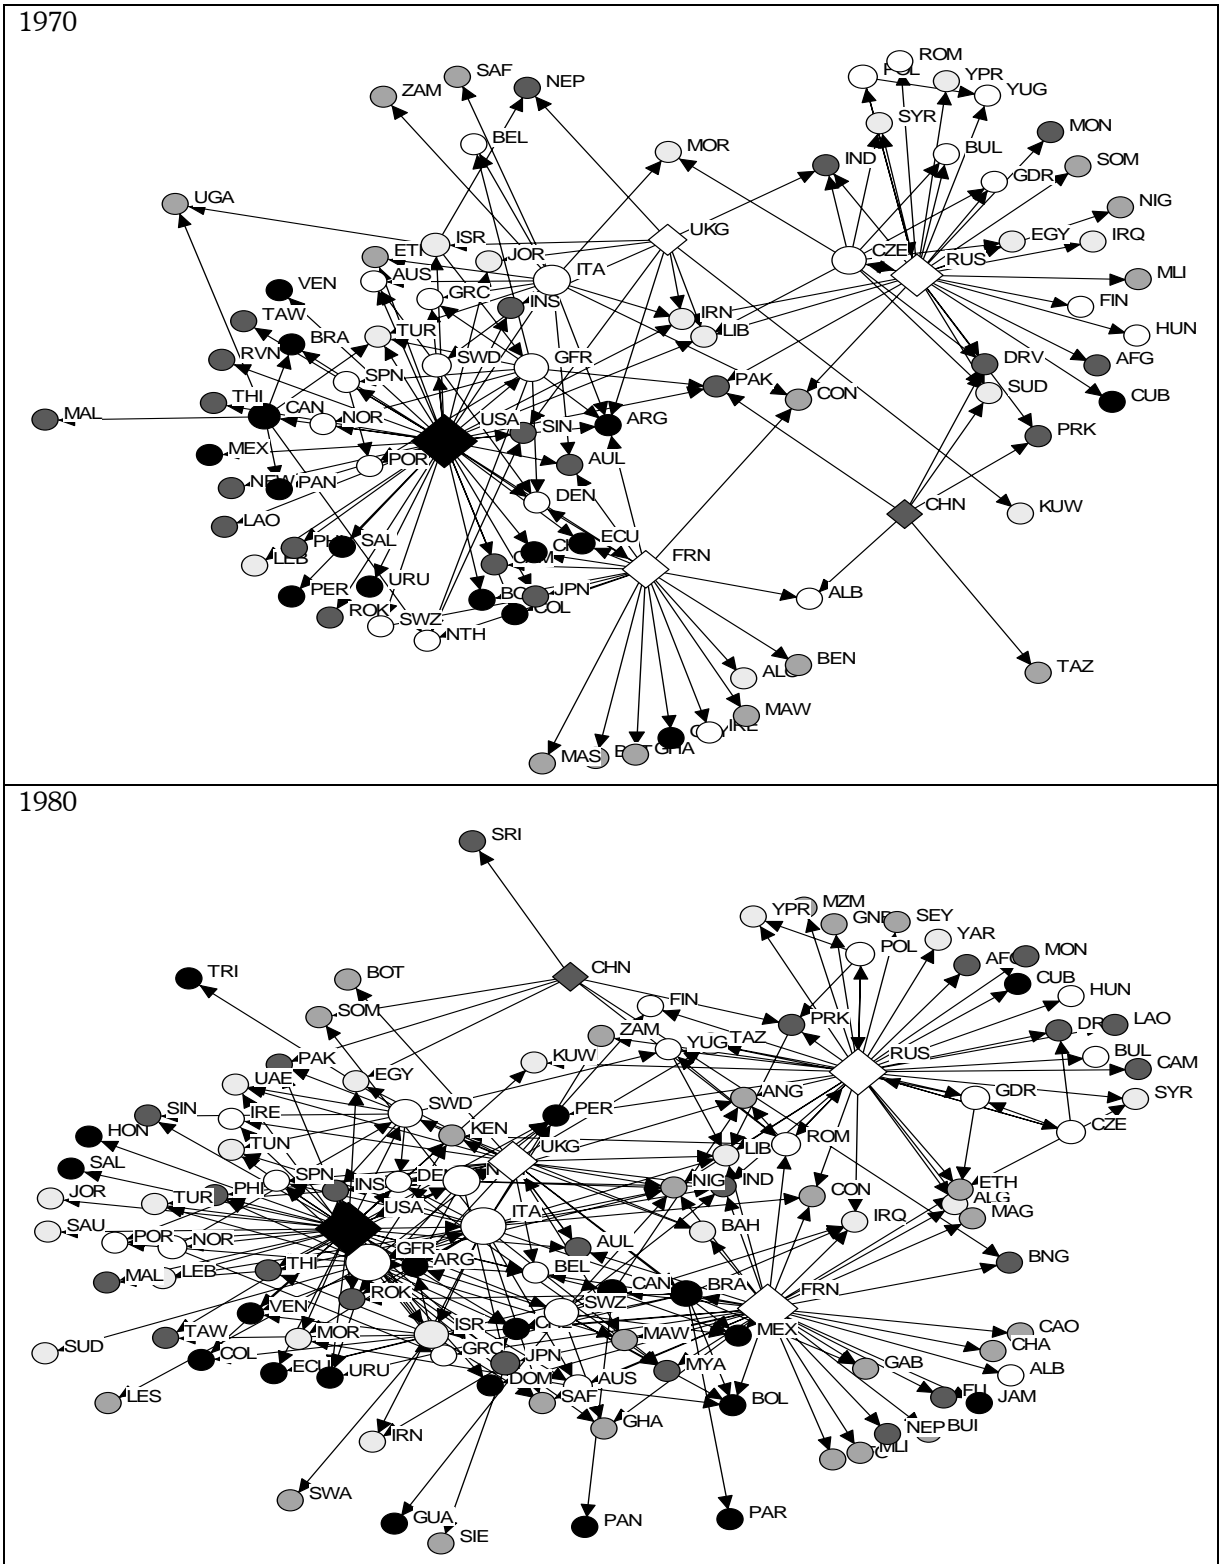 1970
ROM
SAF
YPR
ZAM
NEP
YUG
SYR
MON
BEL
MOR
BUL
IND
SOM
GDR
UGA
NIG
UKG
ISR
EGY
IRQ
JOR
CZE
RUS
ITA
AUS
MLI
VEN
GRC
INS
FIN
TAW
IRN
TUR
LIB
HUN
BRA
RVN
SWD
GFR
DRV
AFG
SPN
PAK
SUD
THI
CON
CUB
CAN
MAL
NOR
USA
SIN
ARG
PRK
MEX
POR
AUL
PAN
DEN
CHN
KUW
LAO
SAL
ECU
FRN
LEB
PER
URU
JPN
ALB
ROK
COL
SWZ
NTH
BEN
TAZ
MAW
MAS
GHA
1980
SRI
MZM
YPR
SEY
YAR
POL
MON
CHN
TRI
BOT
CUB
HUN
FIN
SOM
PRK
LAO
ZAM
YUG
TAZ
BUL
PAK
KUW
RUS
CAM
EGY
UAE
ANG
GDR
SYR
SWD
SIN
IRE
PER
KEN
CZE
HON
UKG
ROM
TUN
LIB
SAL
SPN
NIG
IND
ETH
INS
CON
JOR
TUR
PHI
ALG
USA
ITA
MAG
SAU
IRQ
BAH
POR
NOR
AUL
GFR
ARG
BNG
MAL
LEB
THI
BEL
CAN
BRA
FRN
ROK
SWZ
VEN
CAO
ISR
MEX
TAW
MOR
MAW
CHA
SUD
GRC
JPN
COL
ECU
URU
MYA
GAB
ALB
DOM
AUS
LES
SAF
BOL
JAM
GHA
NEP
BUI
IRN
MLI
SWA
GUA
PAN
PAR
SIE